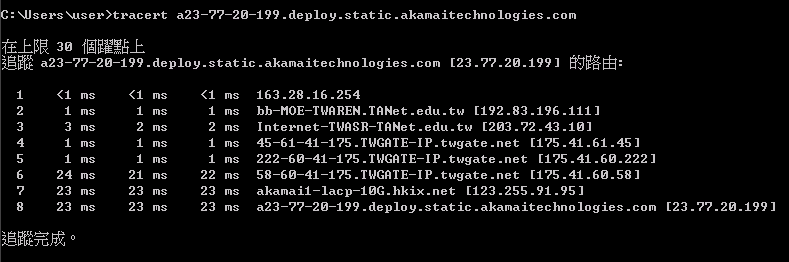 C:\Users\user>tracert a23-77-20-199.deploy.static.akamaitechnologies.com
在上限 30 個躍點上
追蹤 a23-77-20-199.deploy.static.akamaitechnologies.com [23.77.20.199] 的路由:
1 <1 ms <1 ms <1 ms 163.28.16.254
2 1 ms 1 ms 1 ms bb-MOE-TWAREN.TANet.edu.tw [192.83.196.111]
3 3 ms 2 ms 2 ms Internet-TWASR-TANet.edu.tw [203.72.43.10]
4 1 ms 1 ms 1 ms 45-61-41-175.TWGATE-IP.twgate.net [175.41.61.45]
5 1 ms 1 ms 1 ms 222-60-41-175.TWGATE-IP.twgate.net [175.41.60.222]
6 24 ms 21 ms 22 ms 58-60-41-175.TWGATE-IP.twgate.net [175.41.60.58]
7 23 ms 23 ms 23 ms akamai1-lacp-10G.hkix.net [123.255.91.95]
8 23 ms 23 ms 23 ms a23-77-20-199.deploy.static.akamaitechnologies.com [23.77.20.199]
追蹤完成。